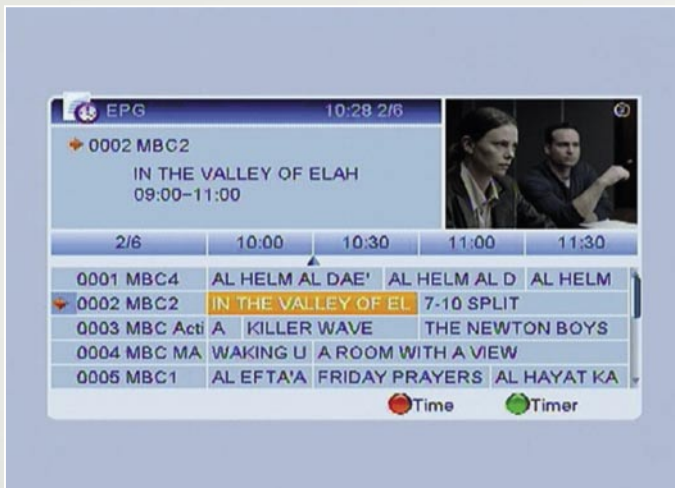 EPG 10:28 2/6
0002 MBC2
IN THE VALLEY OF ELAH
09:00-11:00
2/6 10:00 10:30 11:00 11:30
0001 MBC4 AL HELM AL DAE' AL HELM AL D AL HELM
0002 MBC2 IN THE VALLEY OF EL 7-10 SPLIT
0003 MBC Acti A KILLER WAVE THE NEWTON BOYS
0004 MBC MA WAKING U A ROOM WITH A VIEW
0005 MBC1 AL EFTA'A FRIDAY PRAYERS AL HAYAT KA
Time Timer